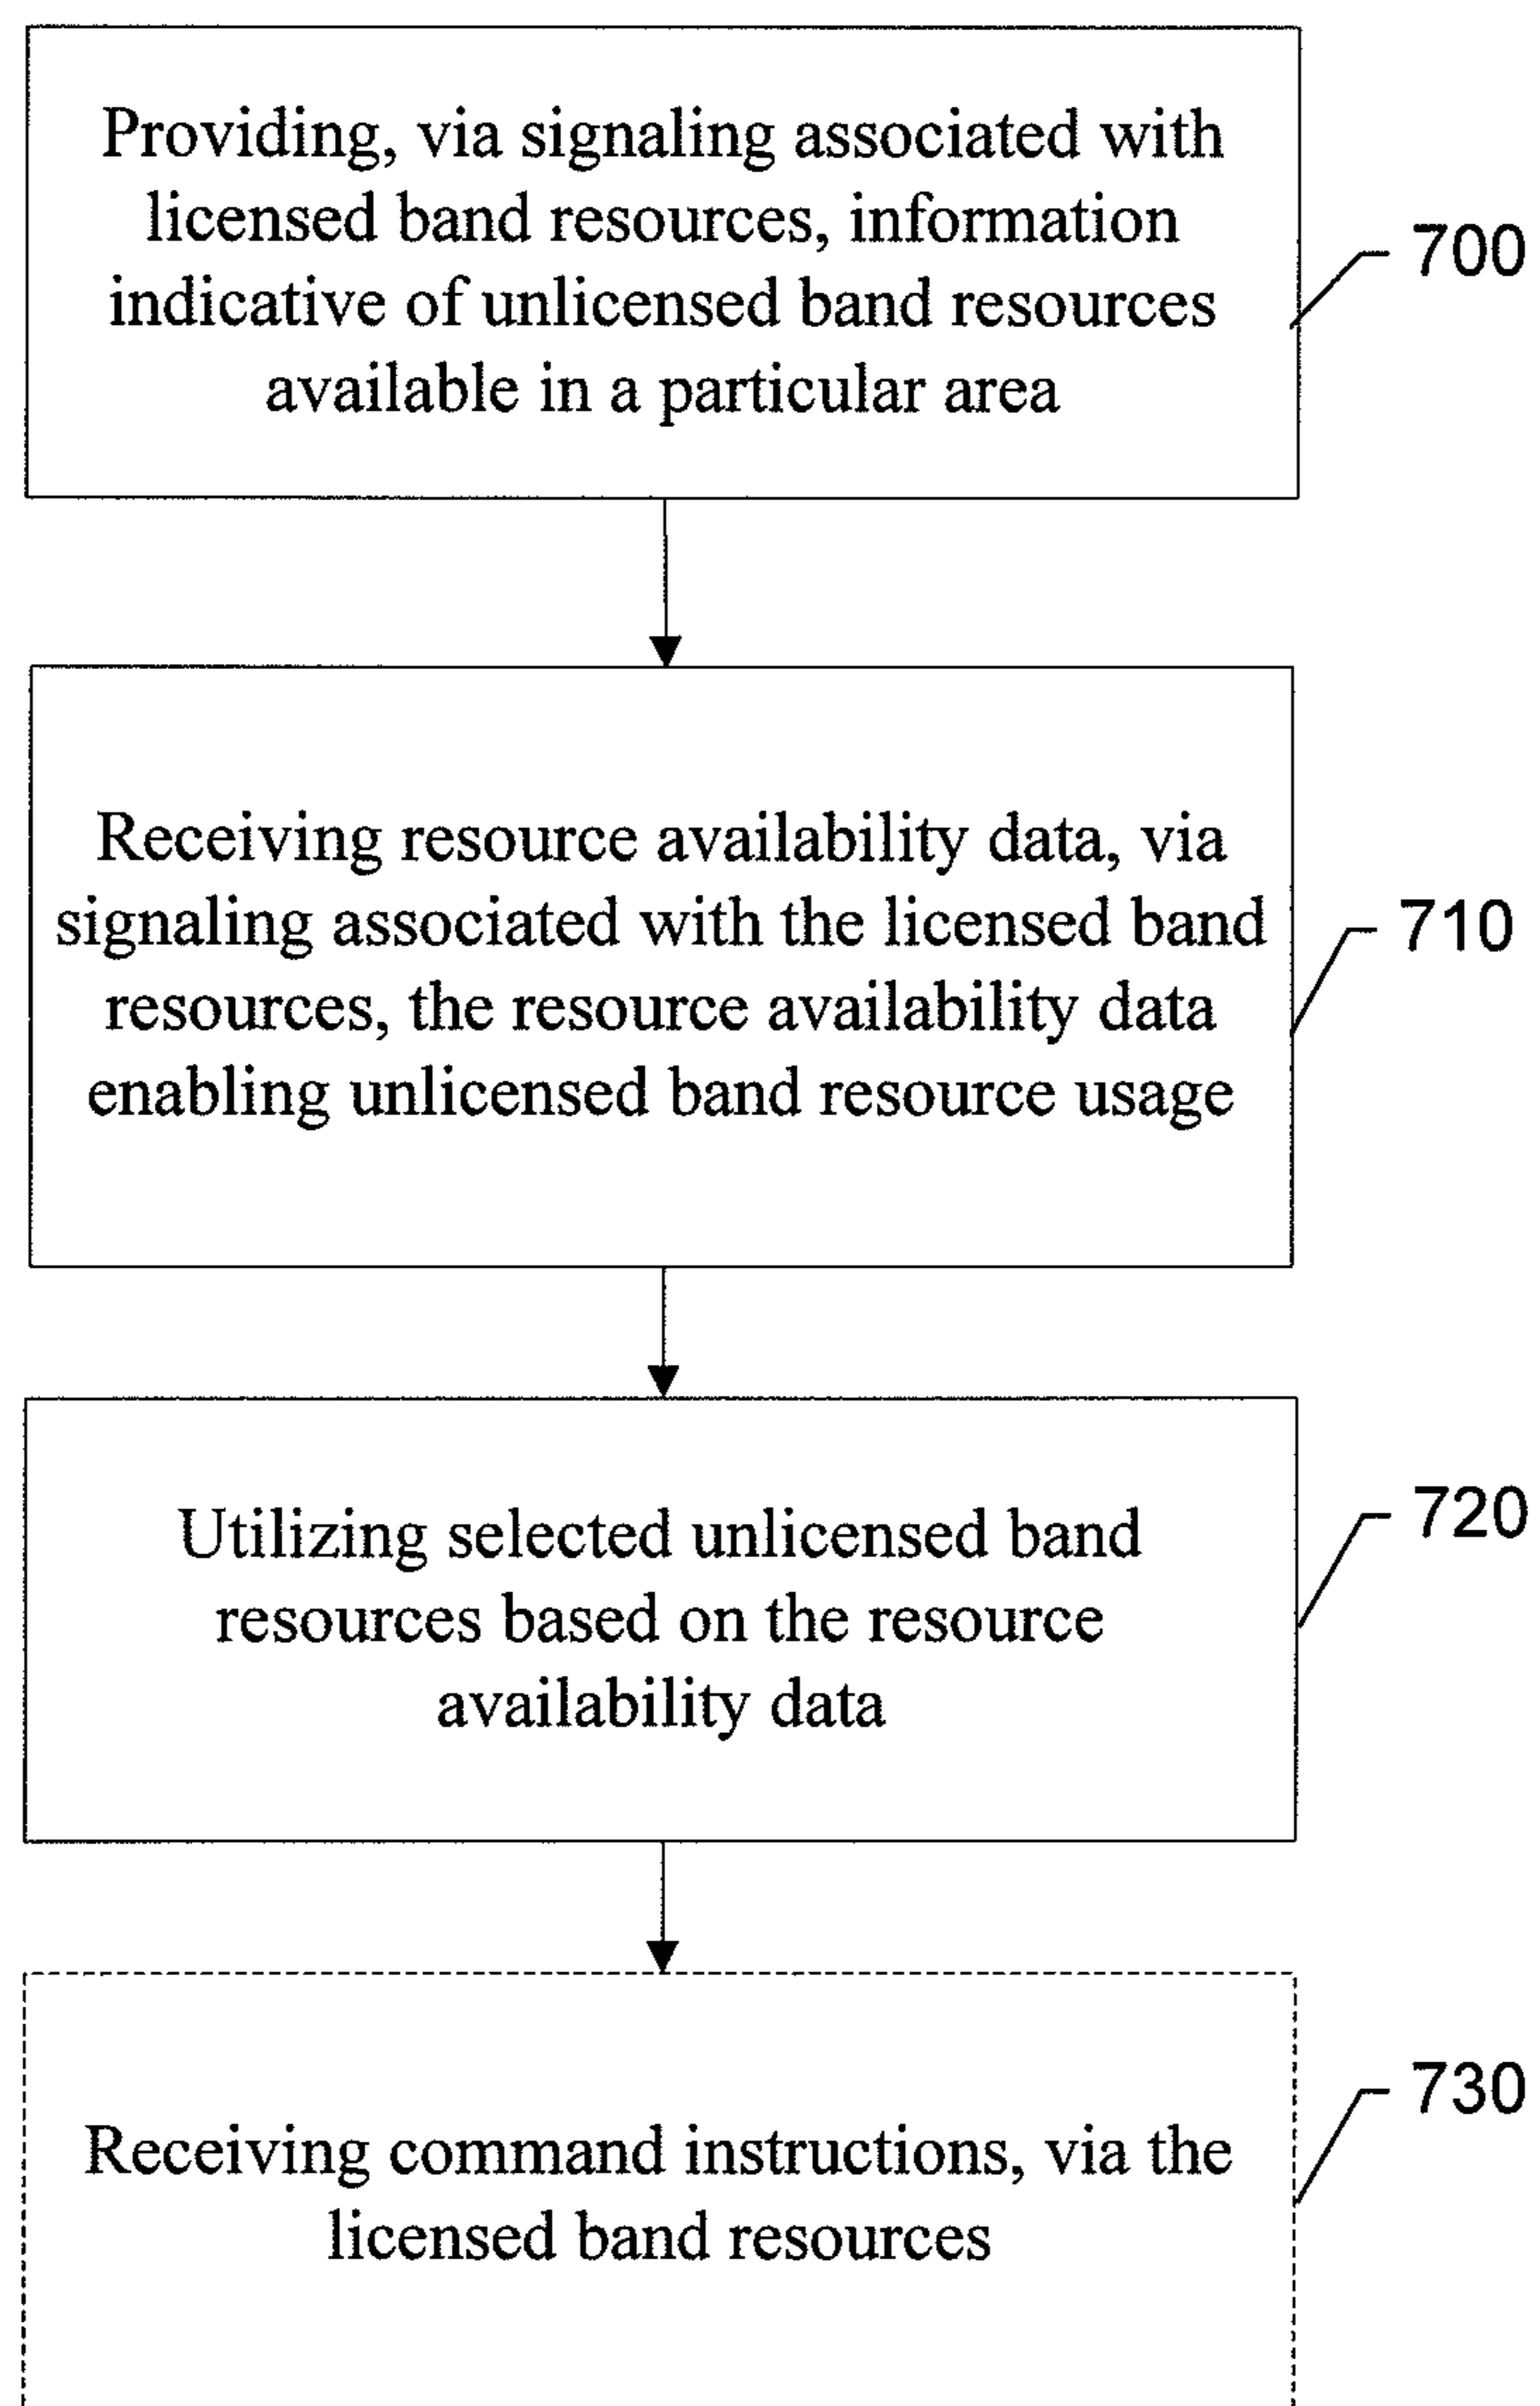 Providing, via signaling associated with
licensed band resources, information
indicative of unlicensed band resources
available in a particular area
700
Receiving resource availability data, via
signaling associated with the licensed band
resources, the resource availability data
enabling unlicensed band resource usage
710
Utilizing selected unlicensed band
resources based on the resource
availability data
720
Receiving command instructions, via the
licensed band resources
730